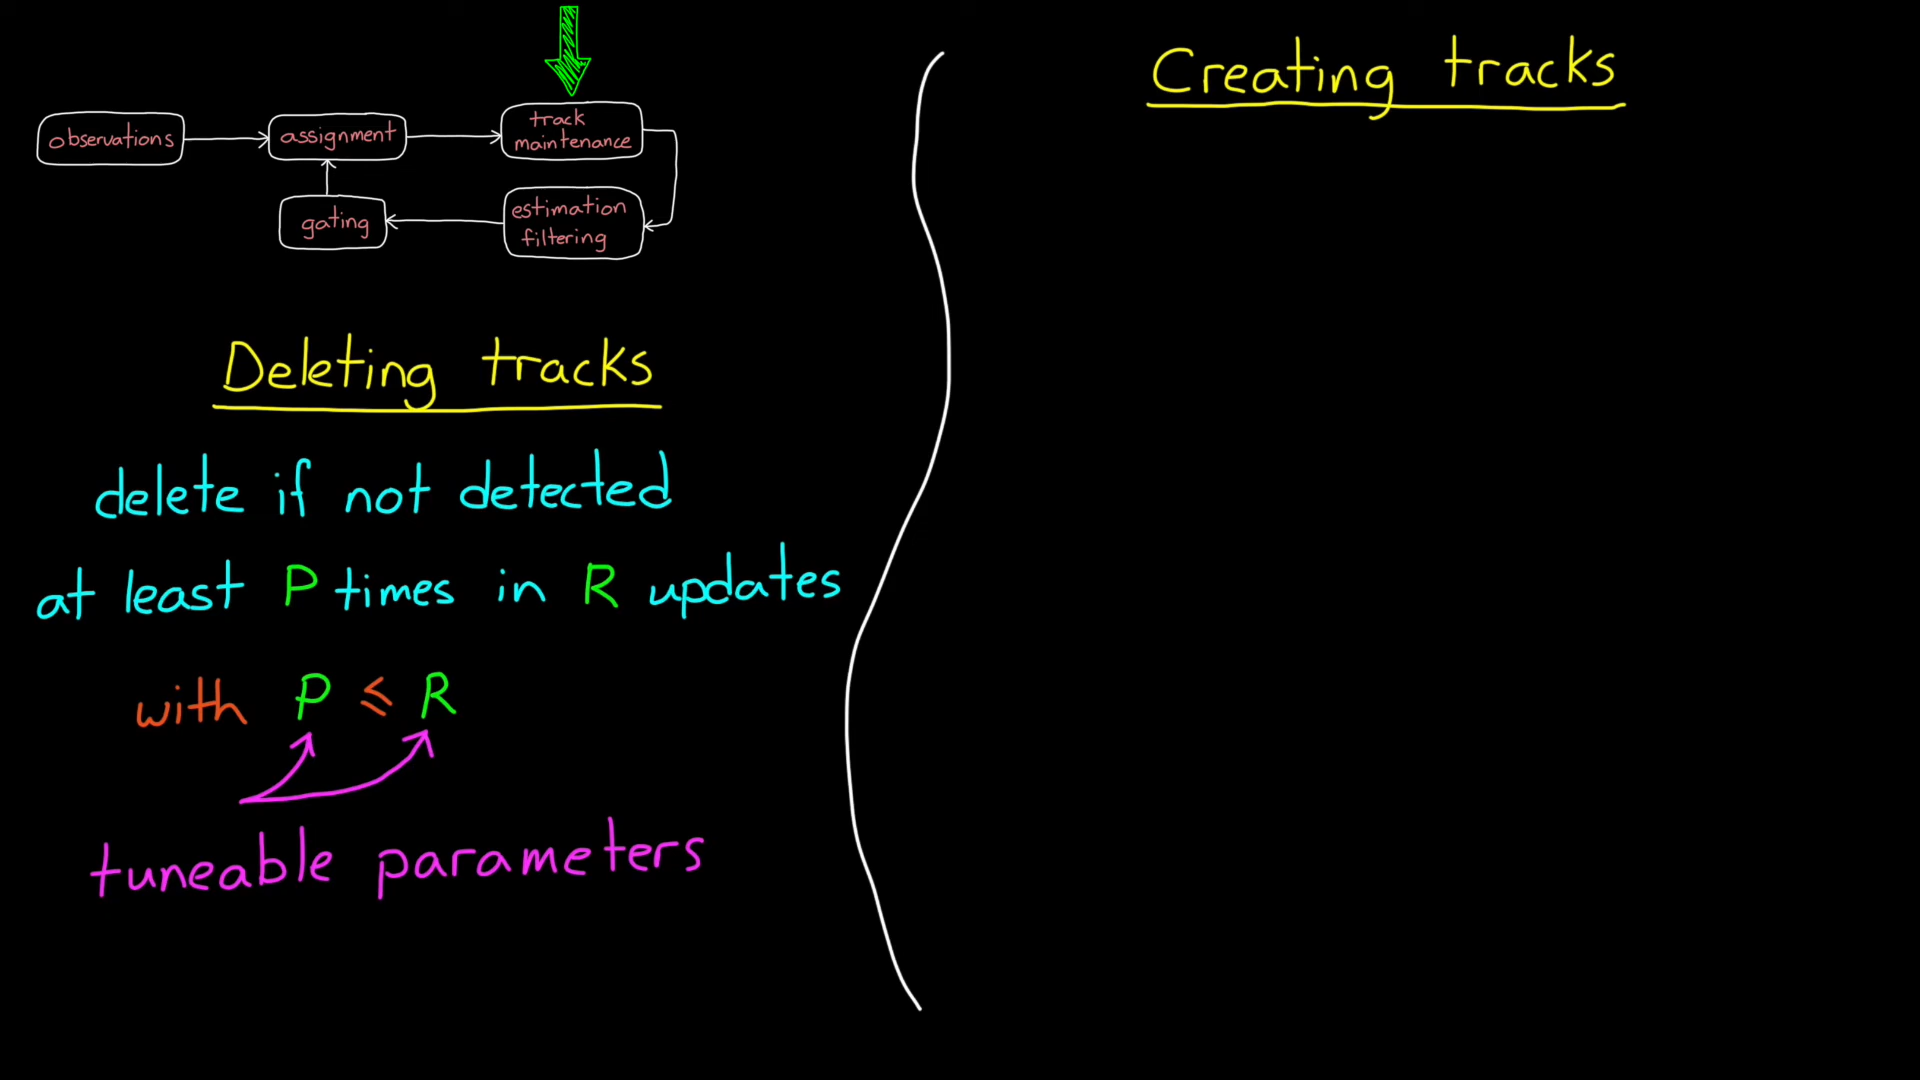 observations
assignment
track
maintenance
gating
estimation
filtering
Deleting tracks
delete if not detected
at least P times in R updates
with P ≤ R
tuneable parameters
Creating tracks